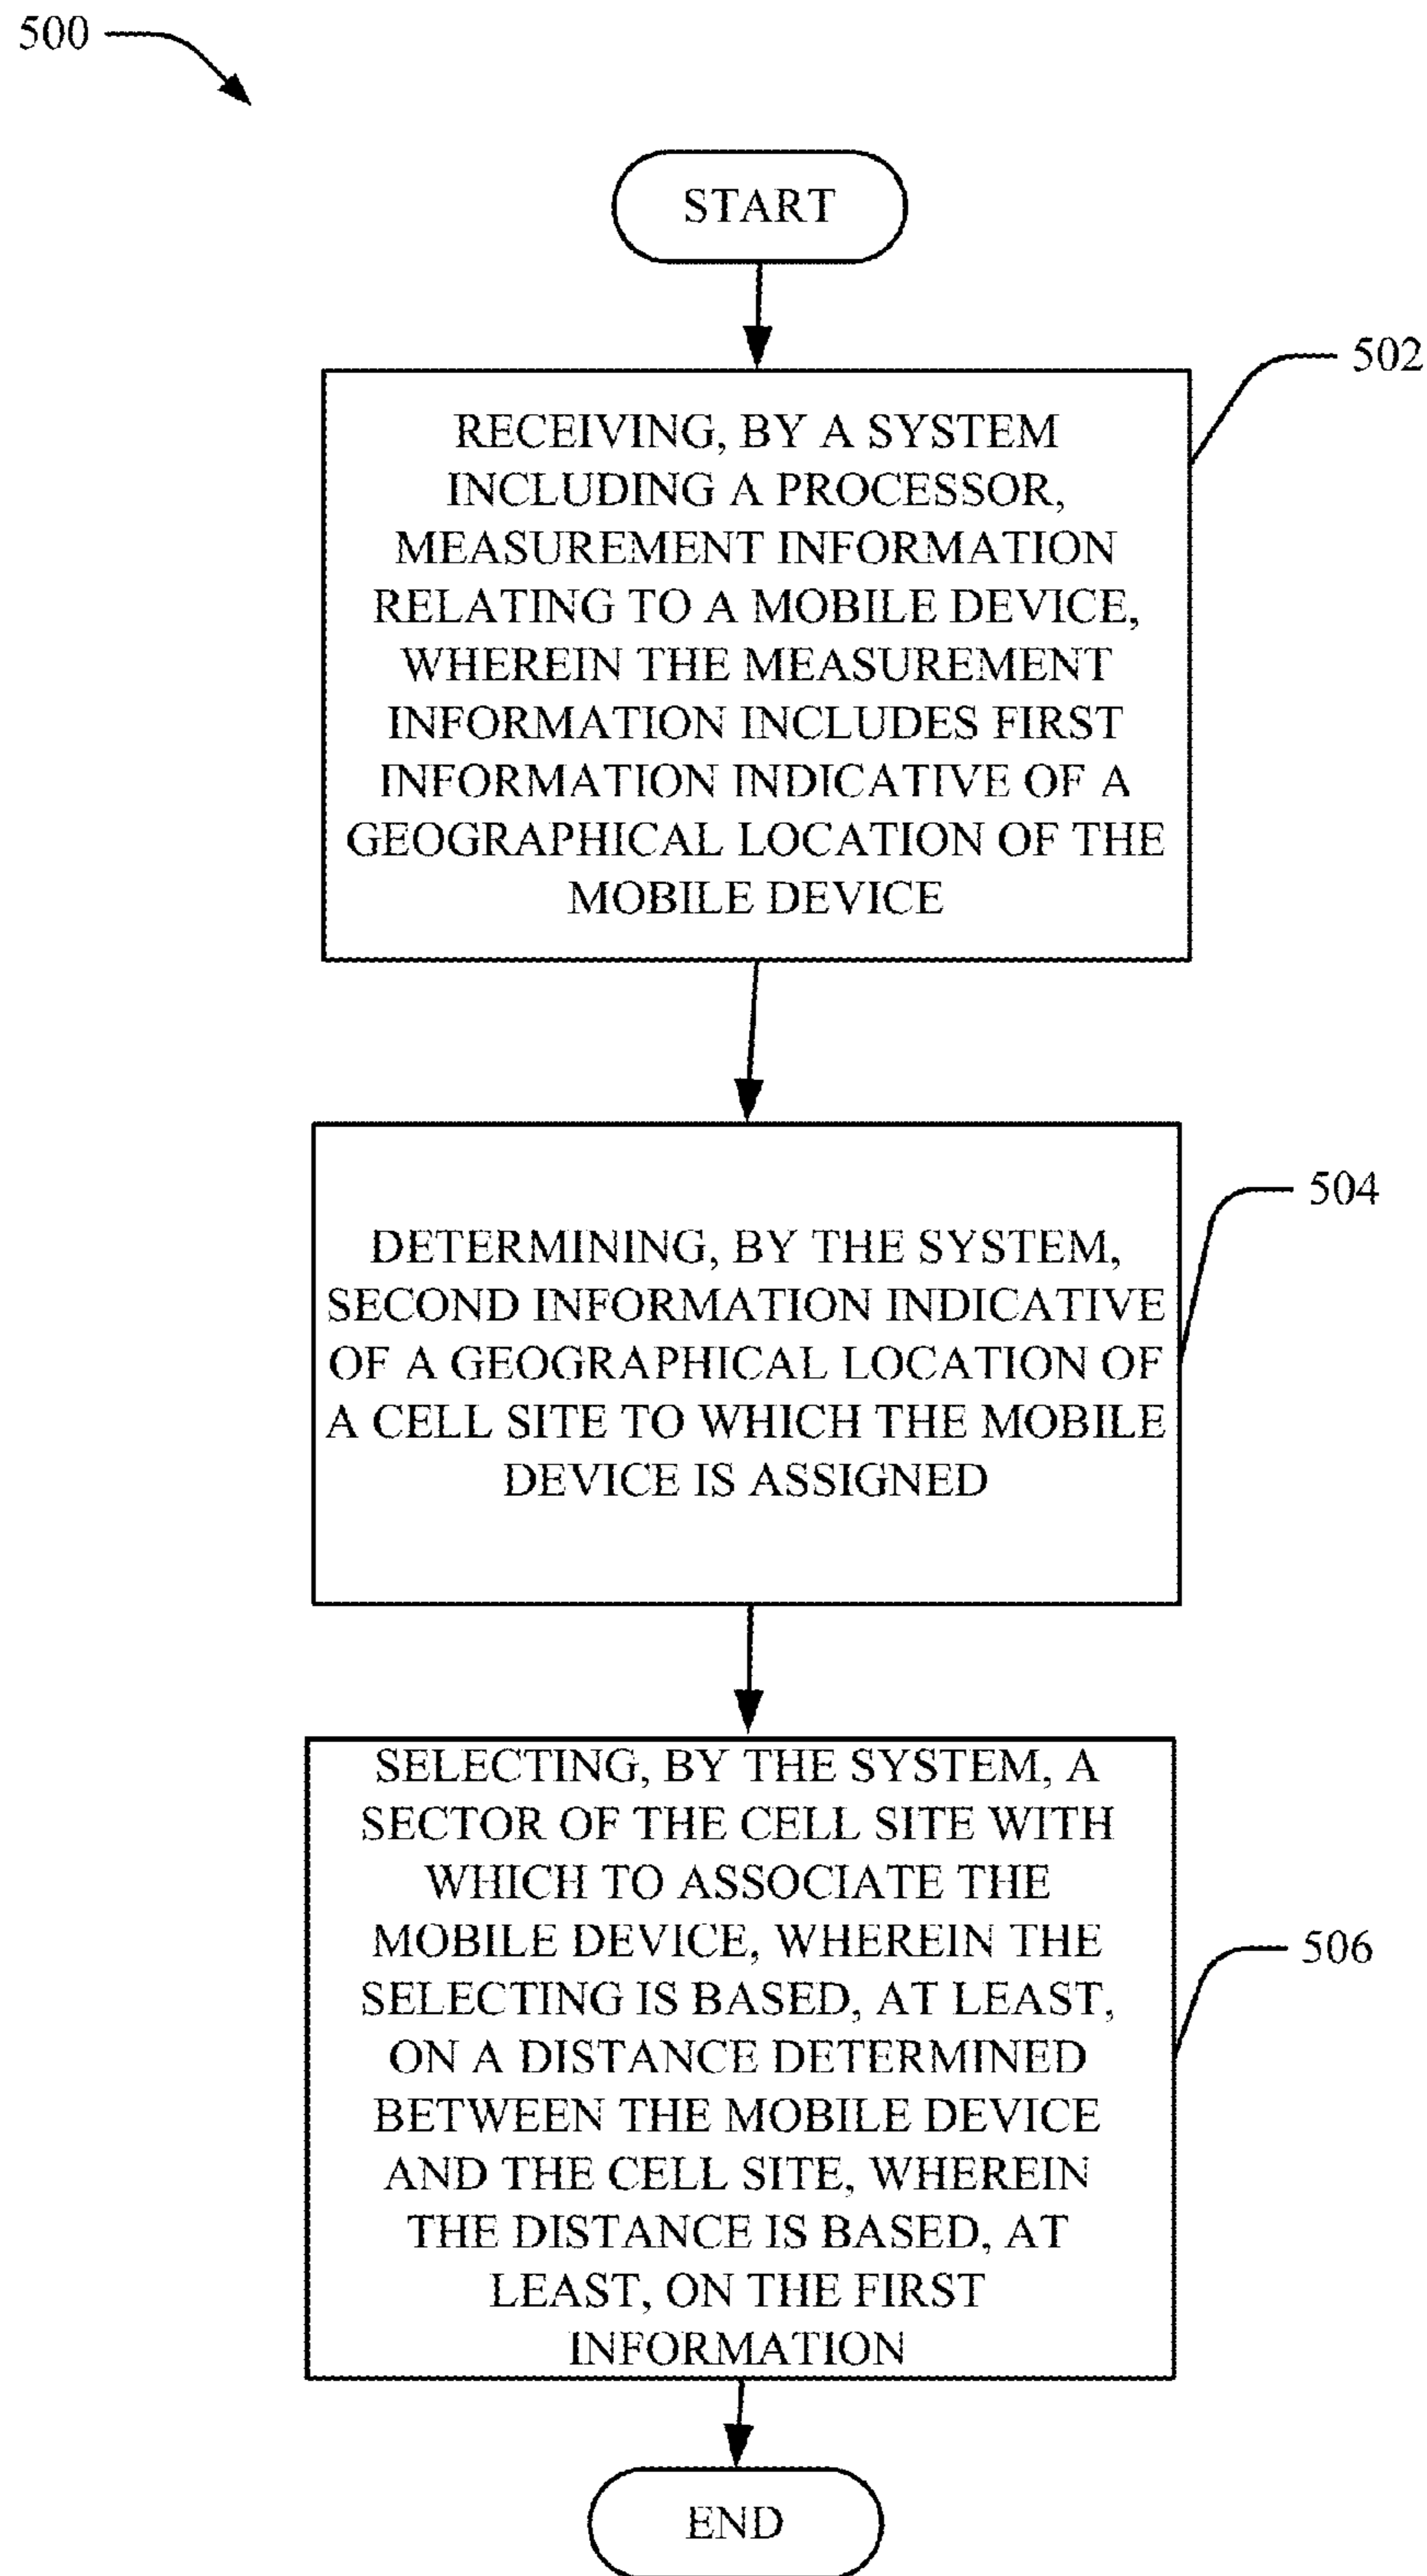 500
START
502
RECEIVING, BY A SYSTEM
INCLUDING A PROCESSOR,
MEASUREMENT INFORMATION
RELATING TO A MOBILE DEVICE,
WHEREIN THE MEASUREMENT
INFORMATION INCLUDES FIRST
INFORMATION INDICATIVE OF A
GEOGRAPHICAL LOCATION OF THE
MOBILE DEVICE
504
DETERMINING, BY THE SYSTEM,
SECOND INFORMATION INDICATIVE
OF A GEOGRAPHICAL LOCATION OF
A CELL SITE TO WHICH THE MOBILE
DEVICE IS ASSIGNED
SELECTING, BY THE SYSTEM, A
SECTOR OF THE CELL SITE WITH
WHICH TO ASSOCIATE THE
MOBILE DEVICE, WHEREIN THE
506
SELECTING IS BASED, AT LEAST,
ON A DISTANCE DETERMINED
BETWEEN THE MOBILE DEVICE
AND THE CELL SITE, WHEREIN
THE DISTANCE IS BASED, AT
LEAST, ON THE FIRST
INFORMATION
END